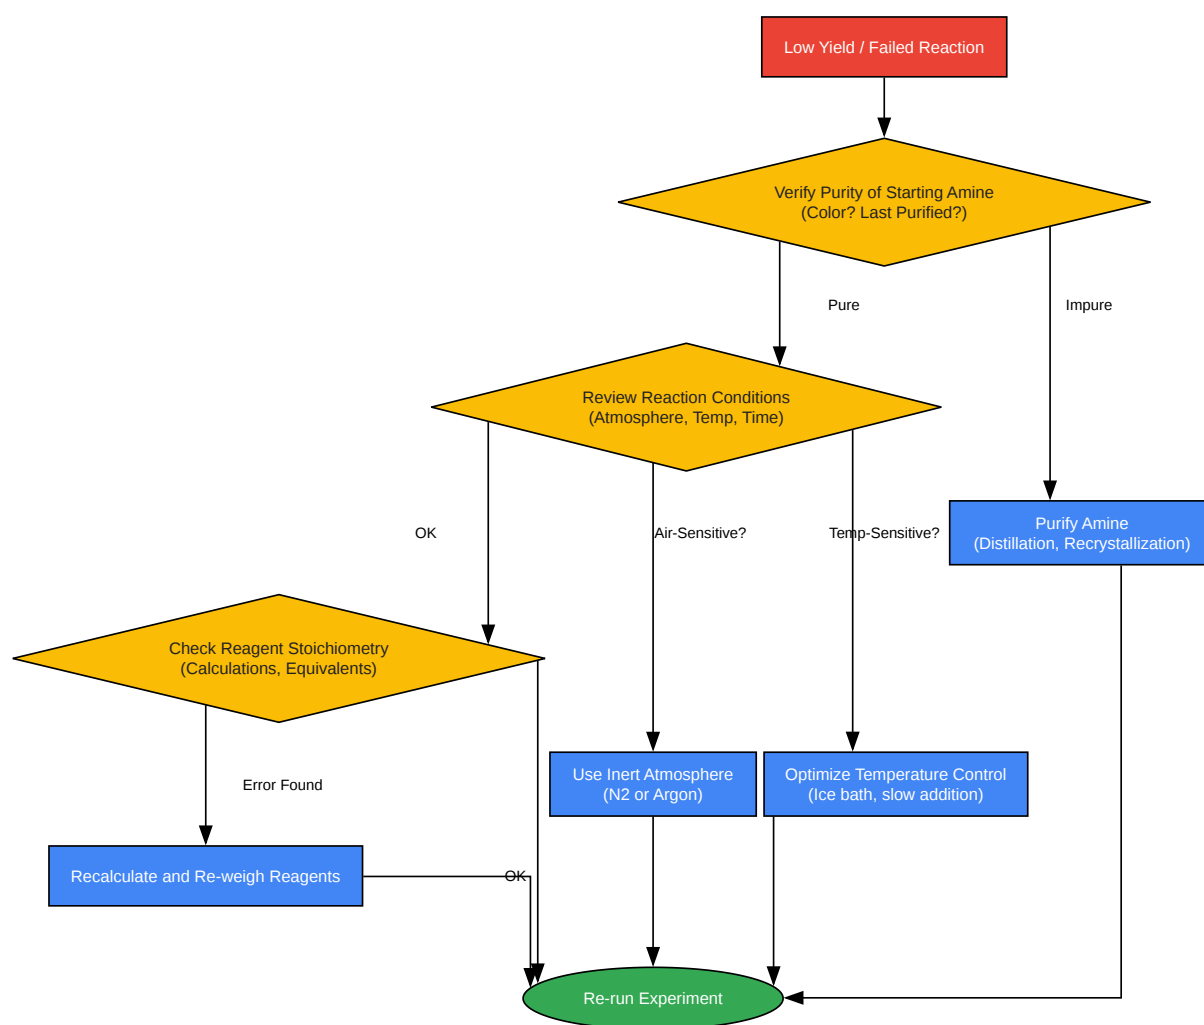 Low Yield / Failed Reaction
Verify Purity of Starting Amine
(Color? Last Purified?)
Pure
Impure
Review Reaction Conditions
(Atmosphere, Temp, Time)
OK
Air-Sensitive?
Temp-Sensitive?
Purify Amine
(Distillation, Recrystallization)
Check Reagent Stoichiometry
(Calculations, Equivalents)
Error Found
Use Inert Atmosphere
(N2 or Argon)
Optimize Temperature Control
(Ice bath, slow addition)
Recalculate and Re-weigh Reagents
OK
Re-run Experiment